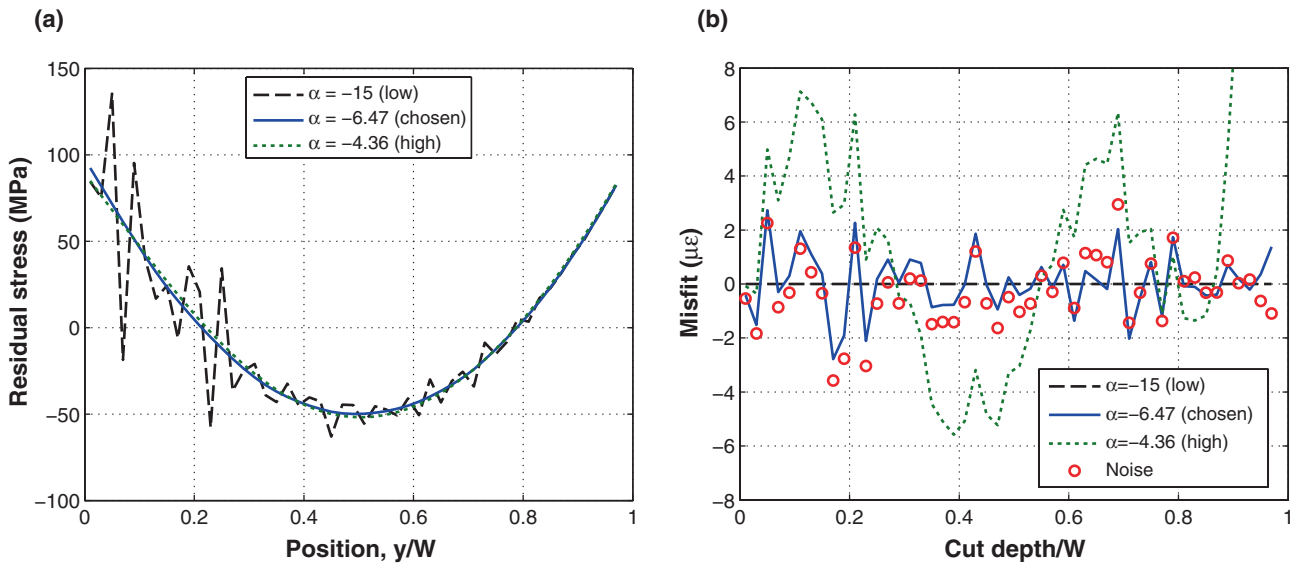 (a)
150
100
50
0
−50
−100
0
0.2
0.4
0.6
0.8
1
Residual stress (MPa)
Position, y/W
α = −15 (low)
α = −6.47 (chosen)
α = −4.36 (high)
(b)
8
6
4
2
0
−2
−4
−6
−8
0
0.2
0.4
0.6
0.8
1
Misfit (με)
Cut depth/W
α=−15 (low)
α=−6.47 (chosen)
α=−4.36 (high)
Noise